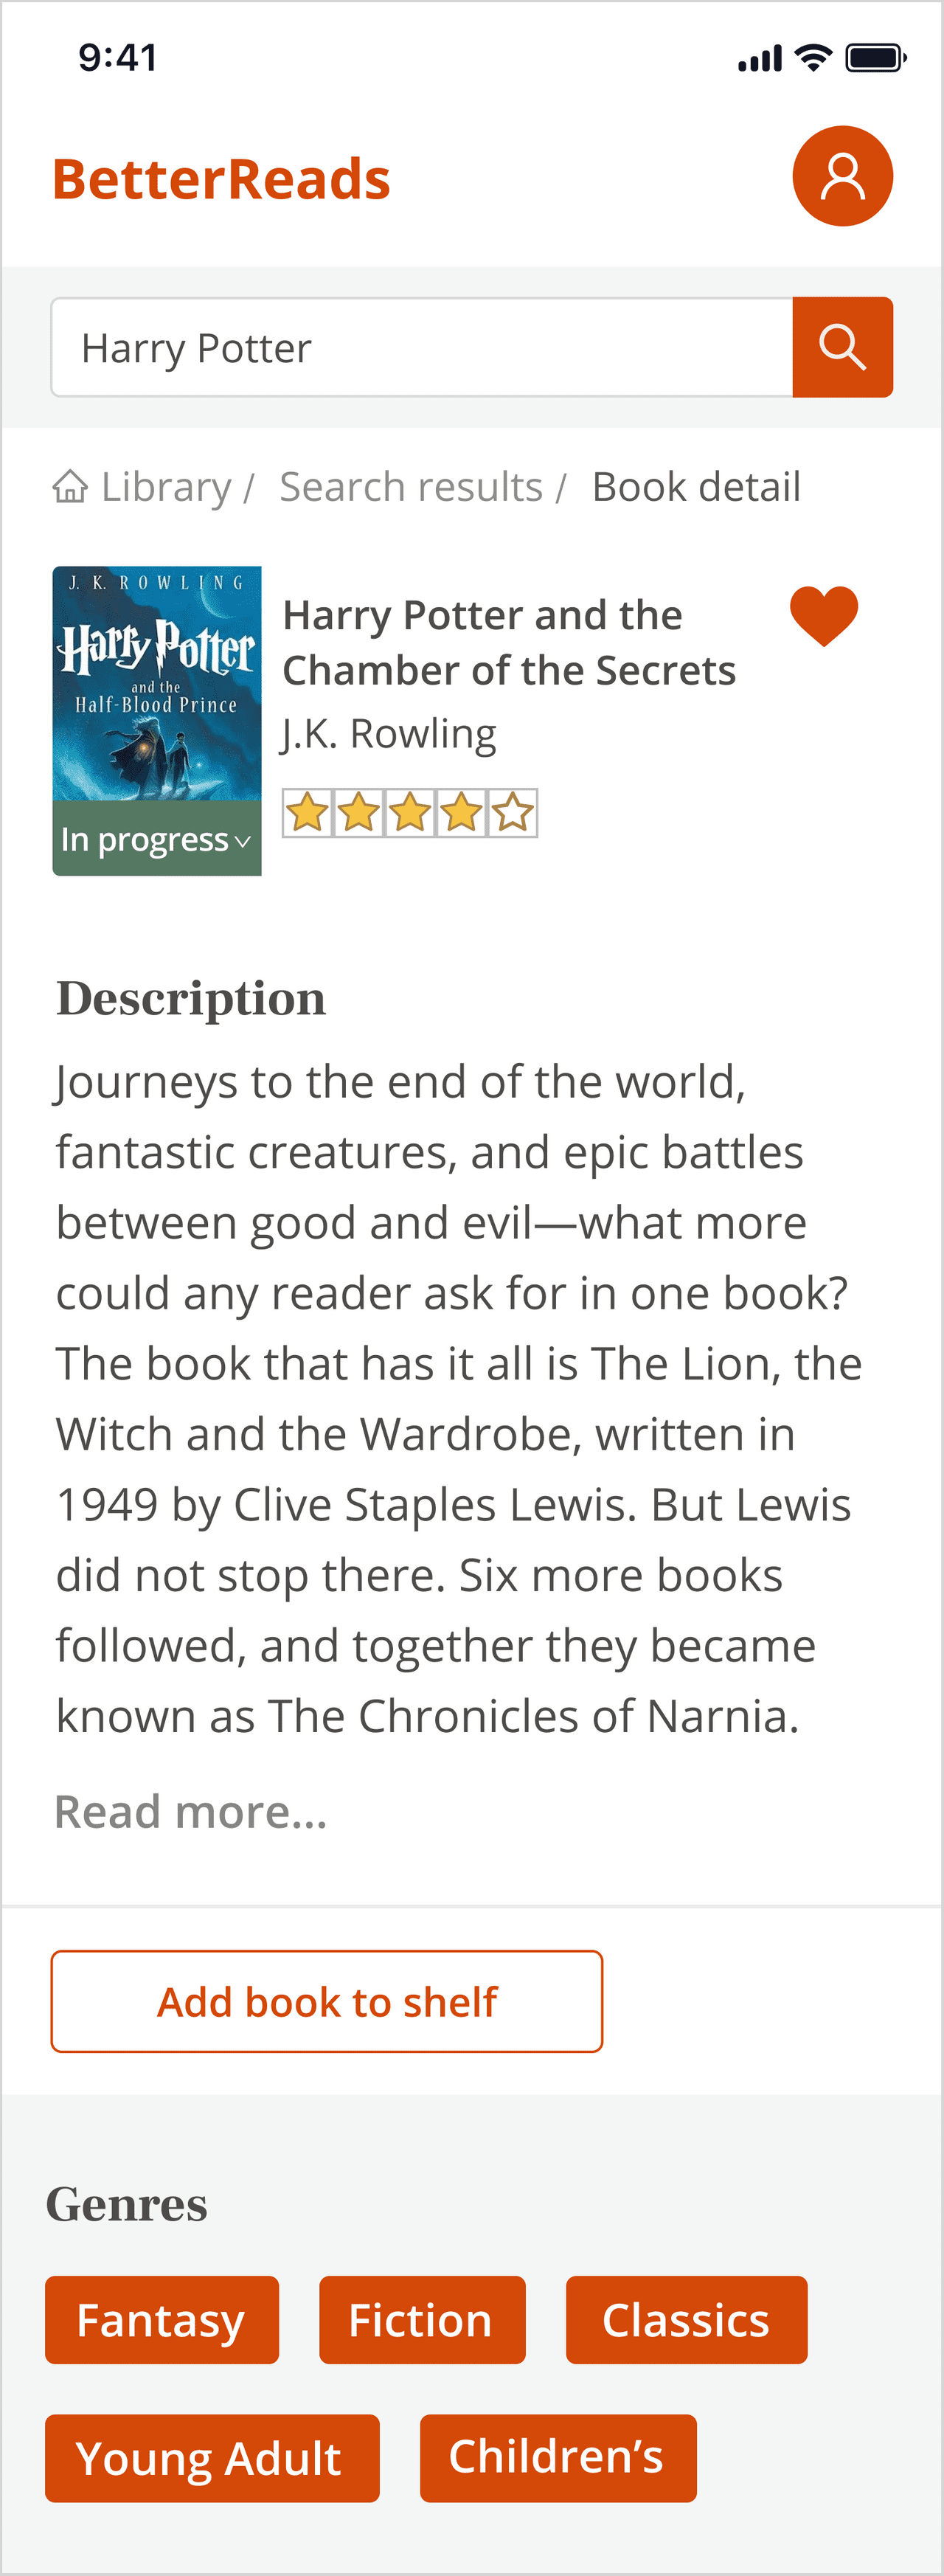 9:41
BetterReads
Harry Potter
Library / Search results / Book detail
J. K. ROWLING
Harry Potter
and the
Half-Blood Prince
In progress
Harry Potter and the
Chamber of the Secrets
J.K. Rowling
Description
Journeys to the end of the world,
fantastic creatures, and epic battles
between good and evil—what more
could any reader ask for in one book?
The book that has it all is The Lion, the
Witch and the Wardrobe, written in
1949 by Clive Staples Lewis. But Lewis
did not stop there. Six more books
followed, and together they became
known as The Chronicles of Narnia.
Read more...
Add book to shelf
Genres
Fantasy
Fiction
Classics
Young Adult
Children’s